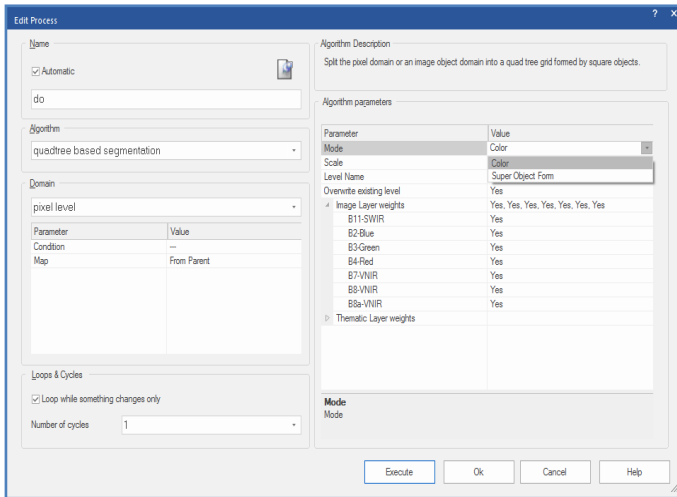 Edit Process
? ×
Name
Automatic
do
Algorithm
quadtree based segmentation
Domain
pixel level
Parameter Value
Condition ---
Map From Parent
Loops & Cycles
Loop while something changes only
Number of cycles 1
Algorithm Description
Split the pixel domain or an image object domain into a quad tree grid formed by square objects.
Algorithm parameters
Parameter Value
Mode Color
Scale Color
Level Name Super Object Form
Overwrite existing level Yes
Image Layer weights Yes, Yes, Yes, Yes, Yes, Yes, Yes
B11-SWIR Yes
B2-Blue Yes
B3-Green Yes
B4-Red Yes
B7-VNIR Yes
B8-VNIR Yes
B8a-VNIR Yes
Thematic Layer weights
Mode
Mode
Execute Ok Cancel Help